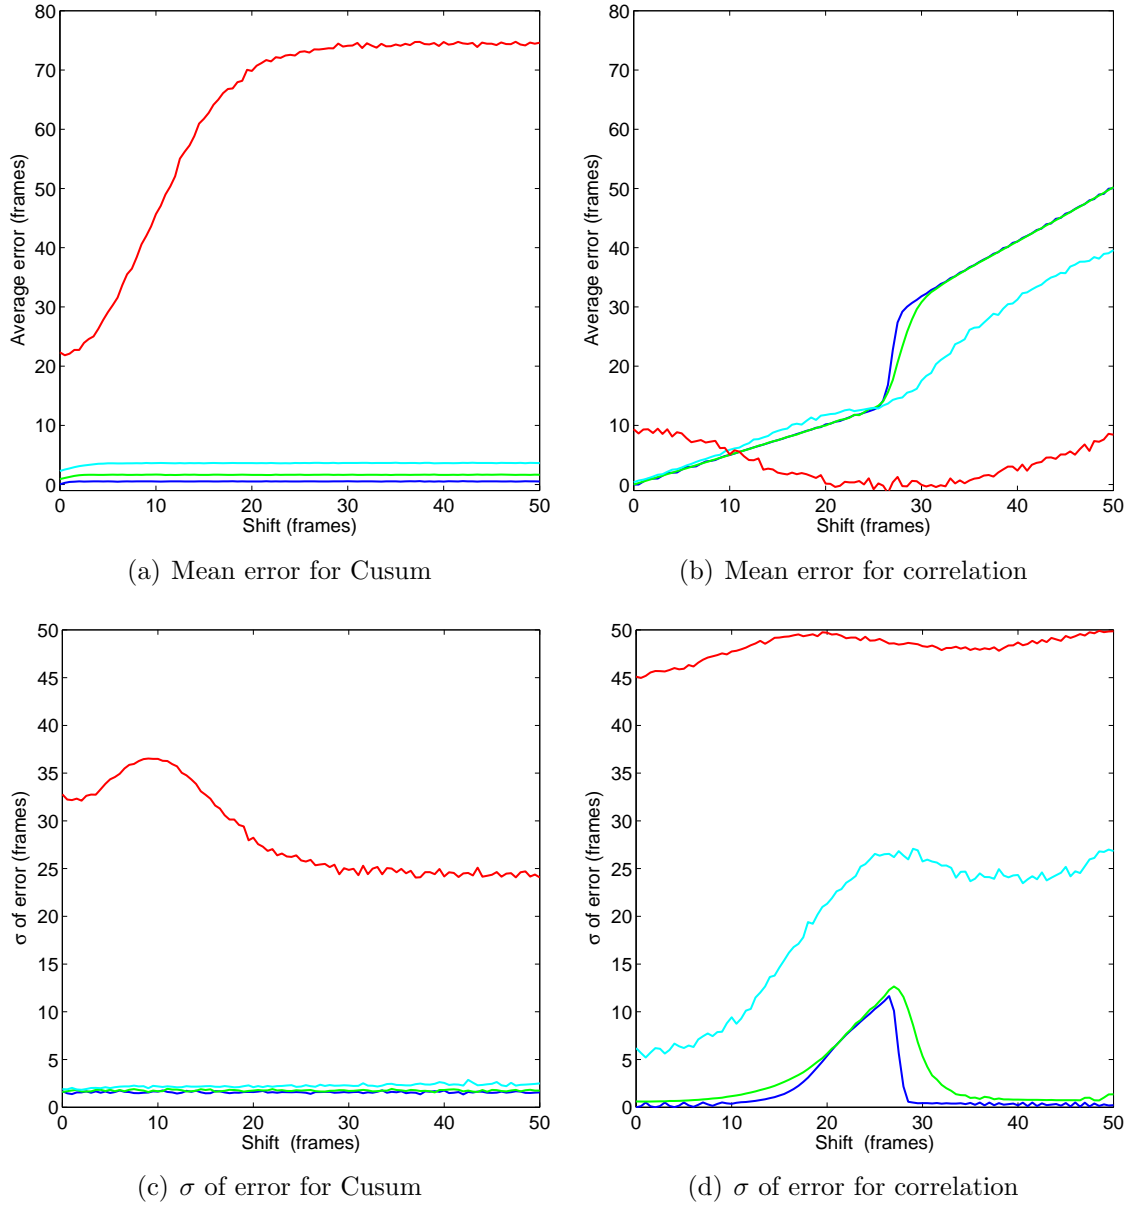 80
70
60
50
40
30
20
10
0
Average error (frames)
0 10 20 30 40 50
Shift (frames)
(a) Mean error for Cusum
80
70
60
50
40
30
20
10
0
Average error (frames)
0 10 20 30 40 50
Shift (frames)
(b) Mean error for correlation
50
45
40
35
30
25
20
15
10
5
0
σ of error (frames)
0 10 20 30 40 50
Shift (frames)
(c) σ of error for Cusum
50
45
40
35
30
25
20
15
10
5
0
σ of error (frames)
0 10 20 30 40 50
Shift (frames)
(d) σ of error for correlation